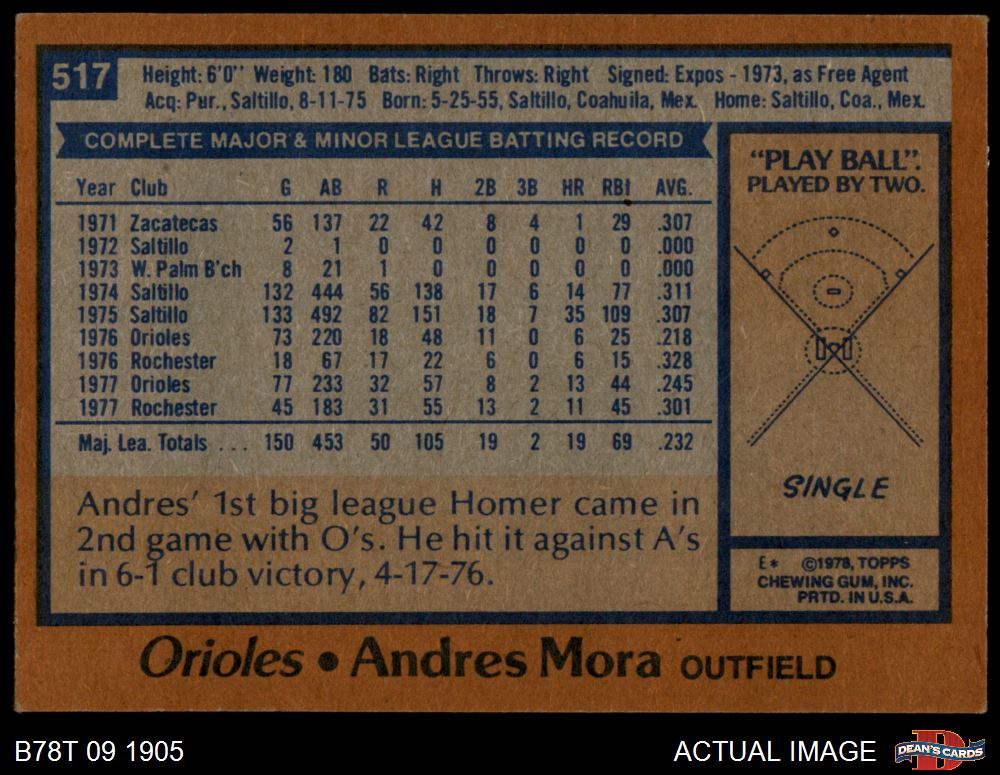 517
Height: 6'0" Weight: 180 Bats: Right Throws: Right Signed: Expos - 1973, as Free Agent
Acq: Pur., Saltillo, 8-11-75 Born: 5-25-55, Saltillo, Coahuila, Mex. Home: Saltillo, Coa., Mex.
COMPLETE MAJOR & MINOR LEAGUE BATTING RECORD
Year Club G AB R H 2B 3B HR RBI AVG.
1971 Zacatecas 56 137 22 42 8 4 1 29 .307
1972 Saltillo 2 1 0 0 0 0 0 0 .000
1973 W. Palm B'ch 8 21 1 0 0 0 0 0 .000
1974 Saltillo 132 444 56 138 17 6 14 77 .311
1975 Saltillo 133 492 82 151 18 7 35 109 .307
1976 Orioles 73 220 18 48 11 0 6 25 .218
1976 Rochester 18 67 17 22 6 0 6 15 .328
1977 Orioles 77 233 32 57 8 2 13 44 .245
1977 Rochester 45 183 31 55 13 2 11 45 .301
Maj. Lea. Totals ... 150 453 50 105 19 2 19 69 .232
Andres' 1st big league Homer came in
2nd game with O's. He hit it against A's
in 6-1 club victory, 4-17-76.
"PLAY BALL".
PLAYED BY TWO.
SINGLE
E* ©1978, TOPPS
CHEWING GUM, INC.
PRTD. IN U.S.A.
Orioles • Andres Mora OUTFIELD
B78T 09 1905
ACTUAL IMAGE
D
DEAN'S CARDS